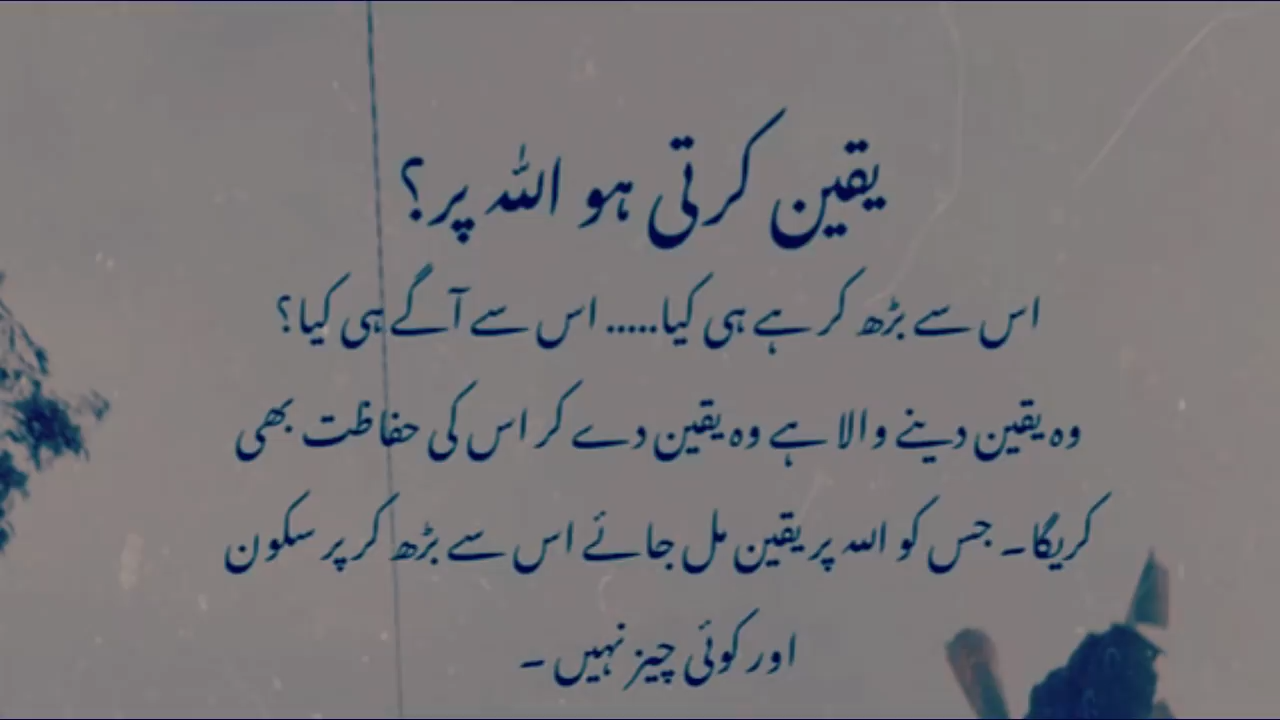 یقین کرتی ہو اللہ پر؟
اس سے بڑھ کر ہے ہی کیا..... اس سے آگے ہی کیا؟
وہ یقین دینے والا ہے وہ یقین دے کر اس کی حفاظت بھی
کریگا۔ جس کو اللہ پر یقین مل جائے اس سے بڑھ کر پر سکون
اور کوئی چیز نہیں ۔